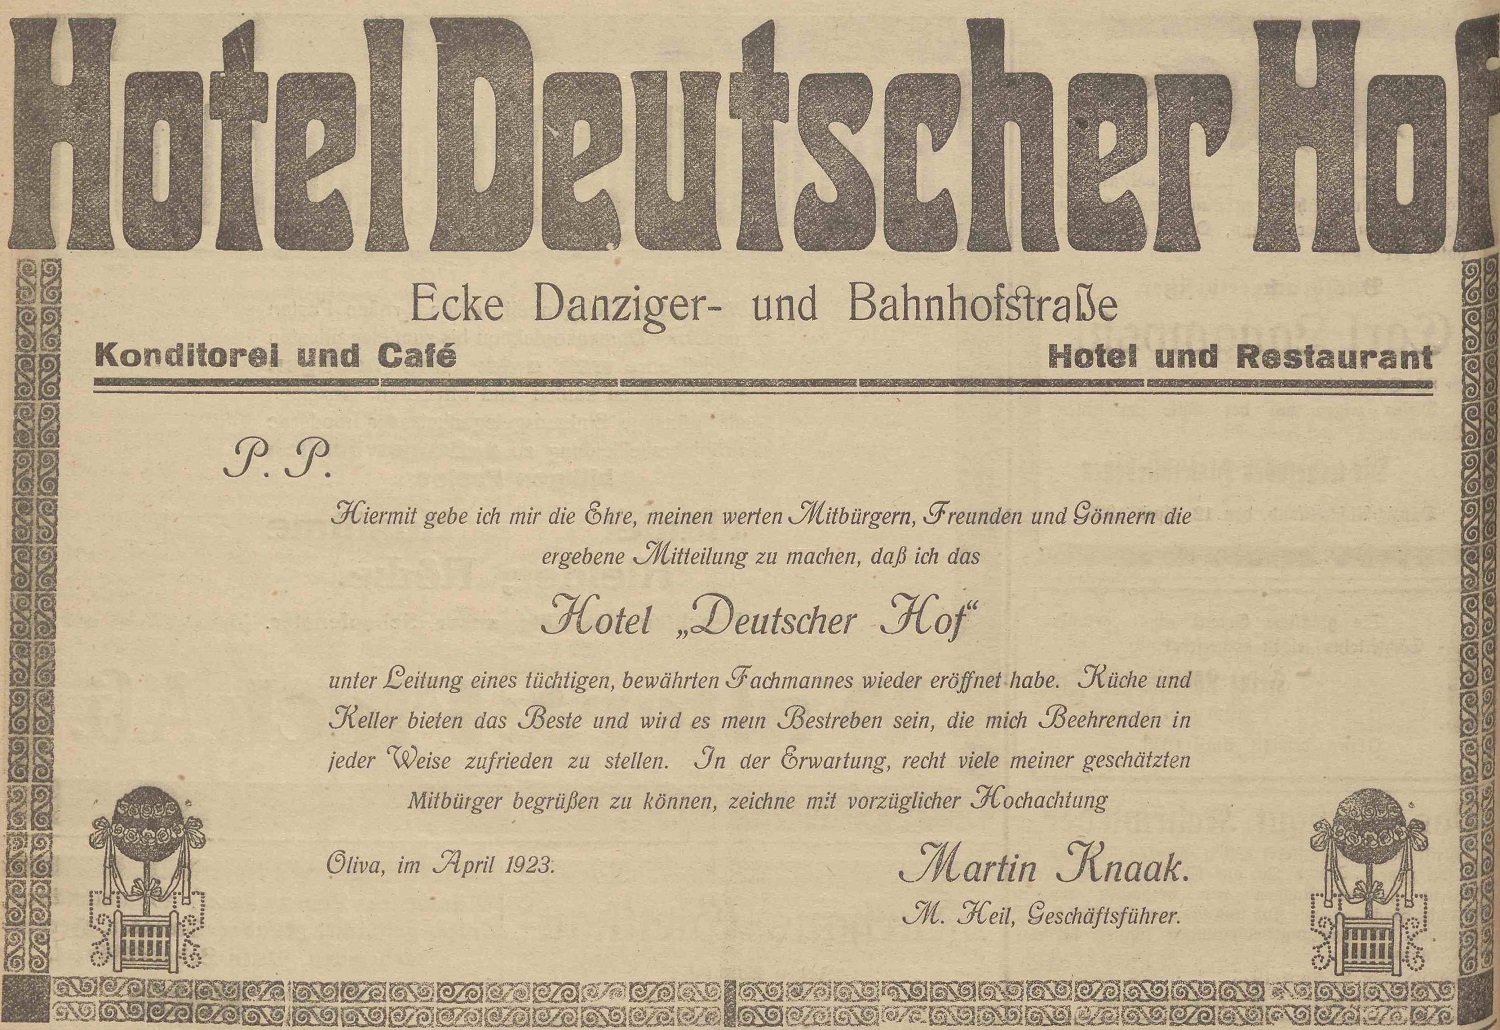 Hotel Deutscher Hof
Ecke Danziger- und Bahnhofstraße
Konditorei und Café Hotel und Restaurant
P. P.
Hiermit gebe ich mir die Ehre, meinen werten Mitbürgern, Freunden und Gönnern die
ergebene Mitteilung zu machen, daß ich das
Hotel „Deutscher Hof“
unter Leitung eines tüchtigen, bewährten Fachmannes wieder eröffnet habe. Küche und
Keller bieten das Beste und wird es mein Bestreben sein, die mich Beehrenden in
jeder Weise zufrieden zu stellen. In der Erwartung, recht viele meiner geschätzten
Mitbürger begrüßen zu können, zeichne mit vorzüglicher Hochachtung
Oliva, im April 1923.
Martin Knaak.
M. Heil, Geschäftsführer.